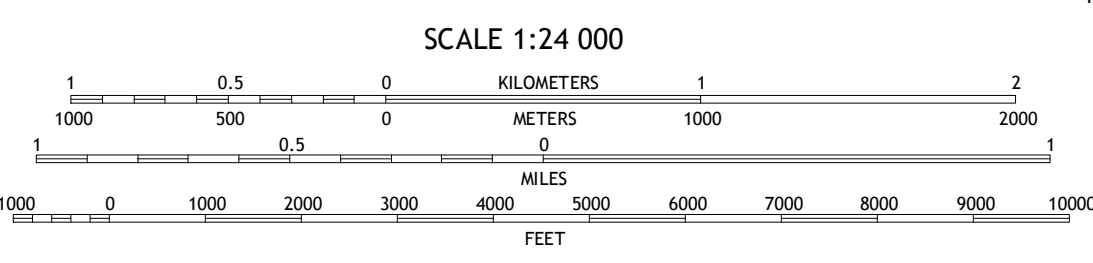 SCALE 1:24 000
1 0.5 0 KILOMETERS 1 2
1000 500 0 METERS 1000 2000
1 0.5 0 1
MILES
1000 0 1000 2000 3000 4000 5000 6000 7000 8000 9000 10000
FEET